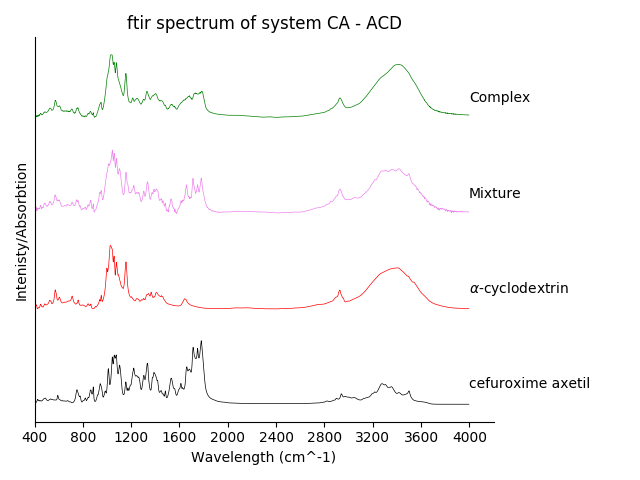 ftir spectrum of system CA - ACD
Intenisty/Absorbtion
Complex
Mixture
α-cyclodextrin
cefuroxime axetil
400 800 1200 1600 2000 2400 2800 3200 3600 4000
Wavelength (cm^-1)